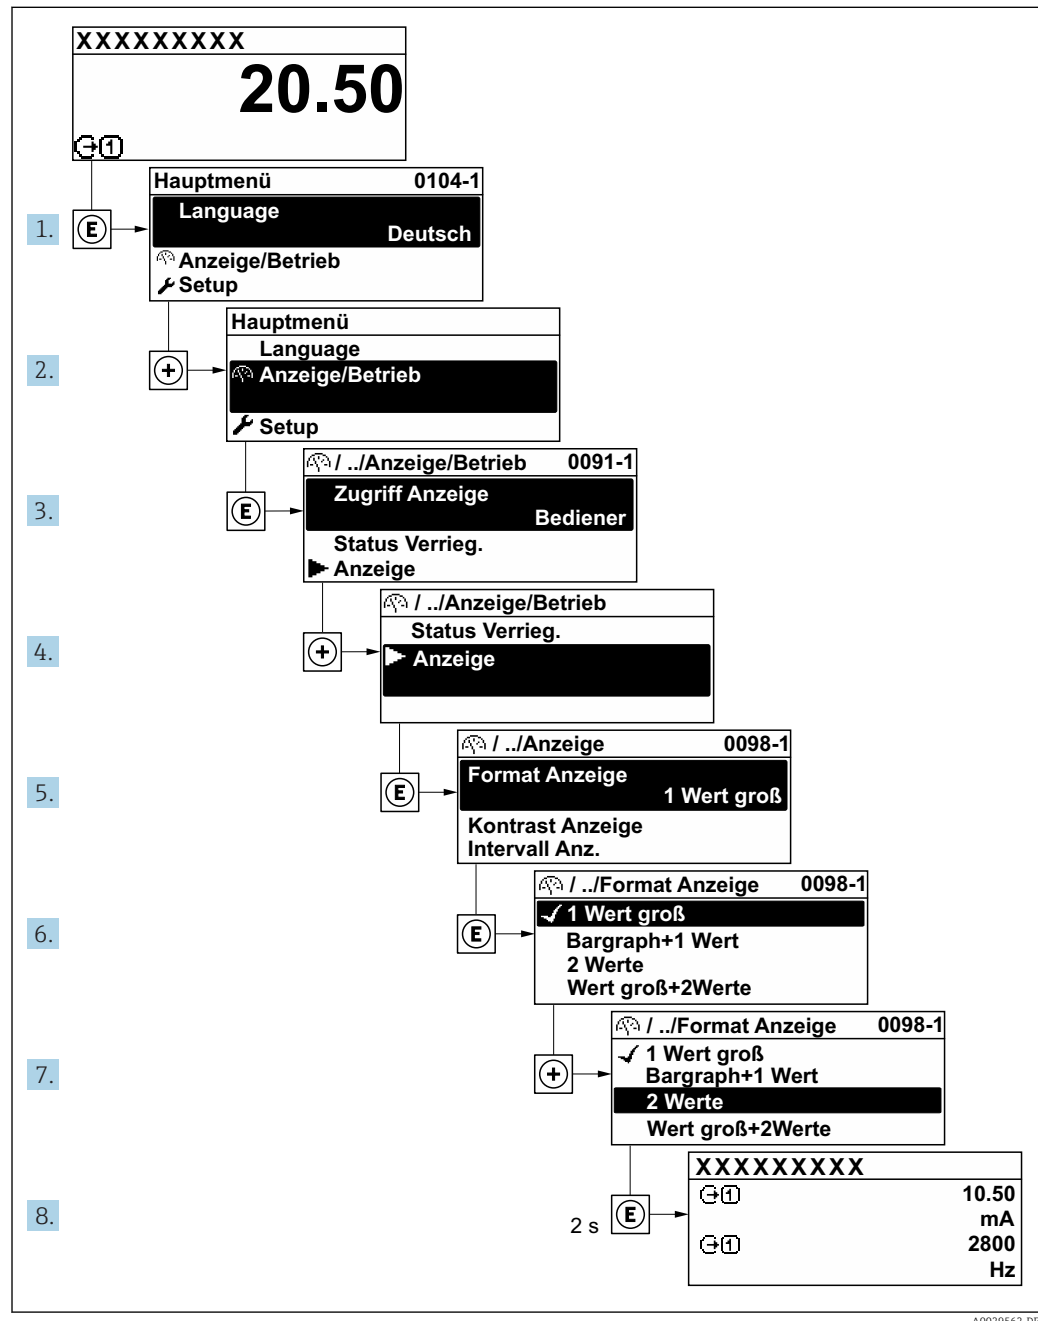 XXXXXXXXX
20.50
1
1.
E
Hauptmenü 0104-1
Language
Deutsch
Anzeige/Betrieb
Setup
2.
+
Hauptmenü
Language
Anzeige/Betrieb
Setup
3.
E
/ ../Anzeige/Betrieb 0091-1
Zugriff Anzeige
Bediener
Status Verrieg.
Anzeige
4.
+
/ ../Anzeige/Betrieb
Status Verrieg.
Anzeige
5.
E
/ ../Anzeige 0098-1
Format Anzeige
1 Wert groß
Kontrast Anzeige
Intervall Anz.
6.
E
/ ../Format Anzeige 0098-1
1 Wert groß
Bargraph+1 Wert
2 Werte
Wert groß+2Werte
7.
+
/ ../Format Anzeige 0098-1
1 Wert groß
Bargraph+1 Wert
2 Werte
Wert groß+2Werte
8.
2 s
E
XXXXXXXXX
1 10.50
mA
1 2800
Hz